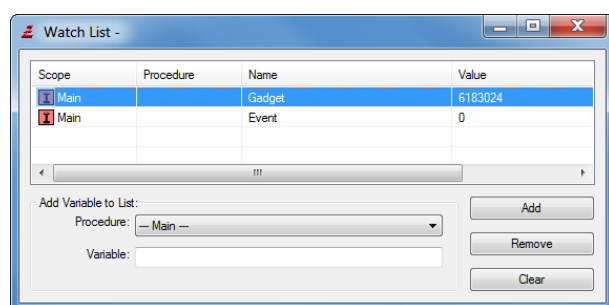 Watch List -
Scope Procedure Name Value
I Main Gadget 6183024
I Main Event 0
Add Variable to List:
Add
Procedure: --- Main ---
Remove
Variable:
Clear